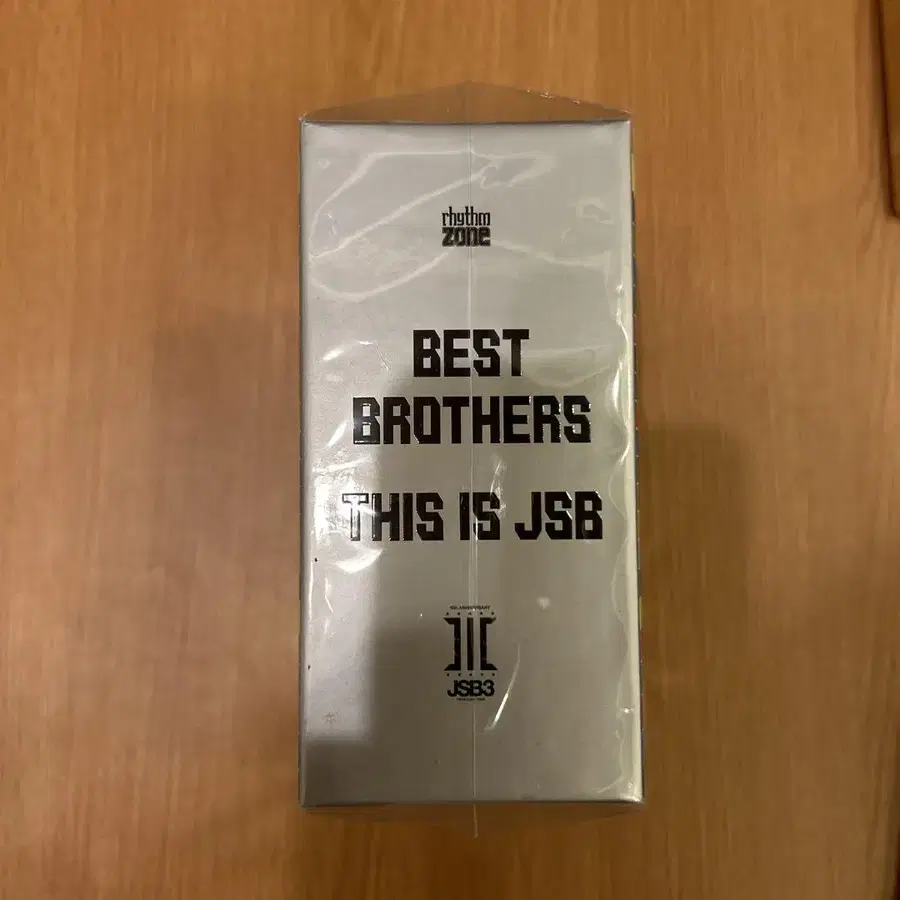 rhythm
zone
BEST
BROTHERS
THIS IS JSB
JSB3